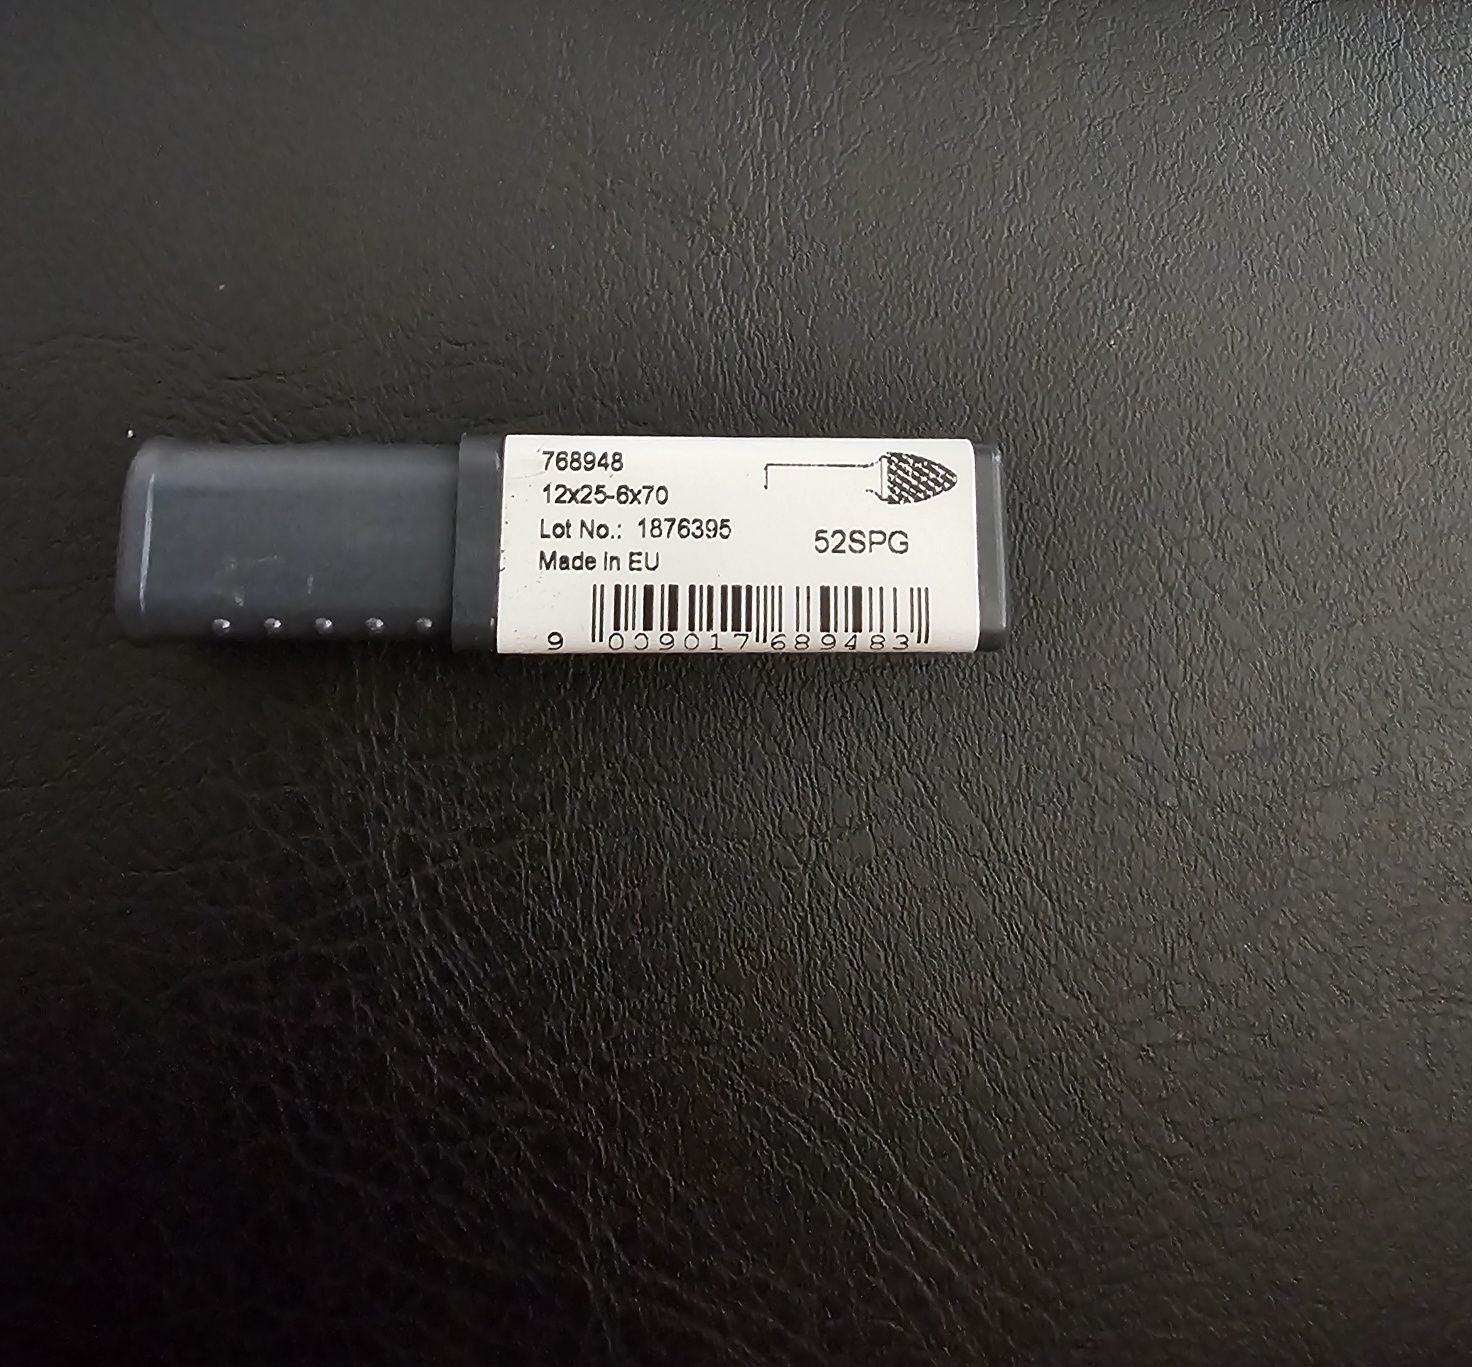 768948
12x25-6x70
Lot No.: 1876395
Made in EU
52SPG
9 009017 689483